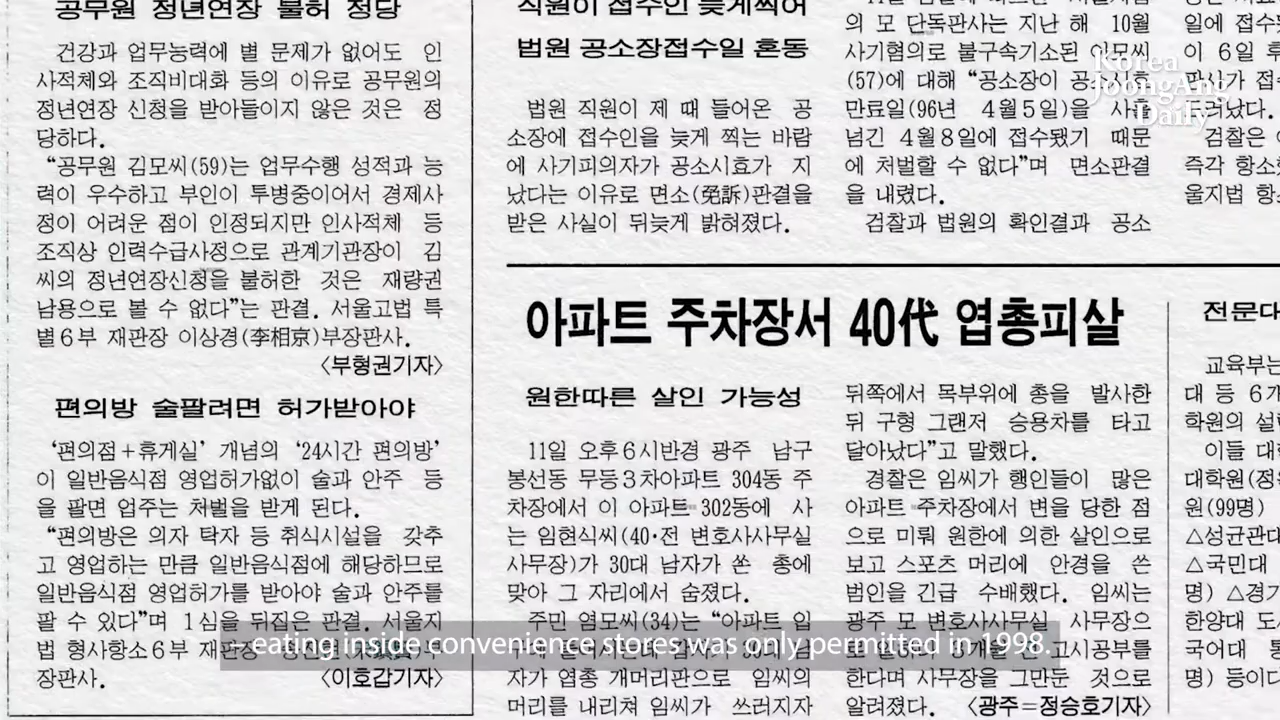 공무원 정년연장 불허 정당
건강과 업무능력에 별 문제가 없어도 인
사적체와 조직비대화 등의 이유로 공무원의
정년연장 신청을 받아들이지 않은 것은 정
당하다.
“공무원 김모씨(59)는 업무수행 성적과 능
력이 우수하고 부인이 투병중이어서 경제사
정이 어려운 점이 인정되지만 인사적체 등
조직상 인력수급사정으로 관계기관장이 김
씨의 정년연장신청을 불허한 것은 재량권
남용으로 볼 수 없다”는 판결. 서울고법 특
별6부 재판장 이상경(李相京)부장판사.
〈부형권기자〉
편의방 술팔려면 허가받아야
‘편의점+휴게실’ 개념의 ‘24시간 편의방’
이 일반음식점 영업허가없이 술과 안주 등
을 팔면 업주는 처벌을 받게 된다.
“편의방은 의자 탁자 등 취식시설을 갖추
고 영업하는 만큼 일반음식점에 해당하므로
일반음식점 영업허가를 받아야 술과 안주를
팔 수 있다”며 1심을 뒤집은 판결. 서울지
법 형사항소6부 재판장
장판사.
〈이호갑기자〉
직원이 접수인 늦게찍어
법원 공소장접수일 혼동
법원 직원이 제 때 들어온 공
소장에 접수인을 늦게 찍는 바람
에 사기피의자가 공소시효가 지
났다는 이유로 면소(免訴)판결을
받은 사실이 뒤늦게 밝혀졌다.
의 모 단독판사는 지난 해 10월
사기혐의로 불구속기소된 이모씨
(57)에 대해 “공소장이 공소시효
만료일(96년 4월5일)을 사흘
넘긴 4월8일에 접수됐기 때문
에 처벌할 수 없다”며 면소판결
을 내렸다.
검찰과 법원의 확인결과 공소
일에 접수
이 6일 후
판사가 접
드러났다.
검찰은
즉각 항소
울지법 항
Korea
JoongAng
Daily
아파트 주차장서 40代 엽총피살
원한따른 살인 가능성
11일 오후6시반경 광주 남구
봉선동 무등3차아파트 304동 주
차장에서 이 아파트 302동에 사
는 임현식씨(40·전 변호사사무실
사무장)가 30대 남자가 쏜 총에
맞아 그 자리에서 숨졌다.
주민 염모씨(34)는 “아파트 입
자가 엽총 개머리판으로 임씨의
머리를 내리쳐 임씨가 쓰러지자
뒤쪽에서 목부위에 총을 발사한
뒤 구형 그랜저 승용차를 타고
달아났다”고 말했다.
경찰은 임씨가 행인들이 많은
아파트 주차장에서 변을 당한 점
으로 미뤄 원한에 의한 살인으로
보고 스포츠 머리에 안경을 쓴
범인을 긴급 수배했다. 임씨는
광주 모 변호사사무실 사무장으
한다며 사무장을 그만둔 것으로
알려졌다. 〈광주=정승호기자〉
전문대
교육부는
대 등 6개
학원의 설
이들 대
대학원(정
원(99명)
△성균관대
△국민대
명) △경기
한양대 도
국어대 통
명) 등이다
eating inside convenience stores was only permitted in 1998.